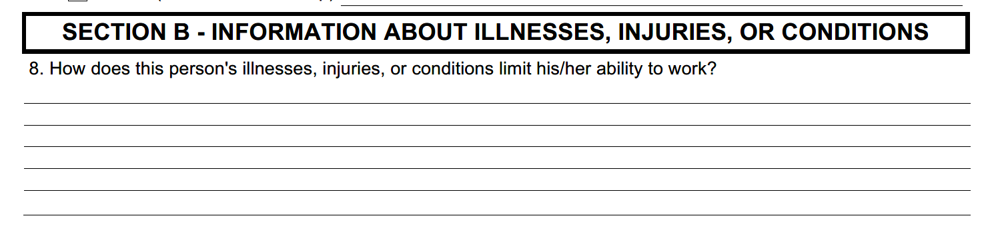 SECTION B - INFORMATION ABOUT ILLNESSES, INJURIES, OR CONDITIONS
8. How does this person's illnesses, injuries, or conditions limit his/her ability to work?